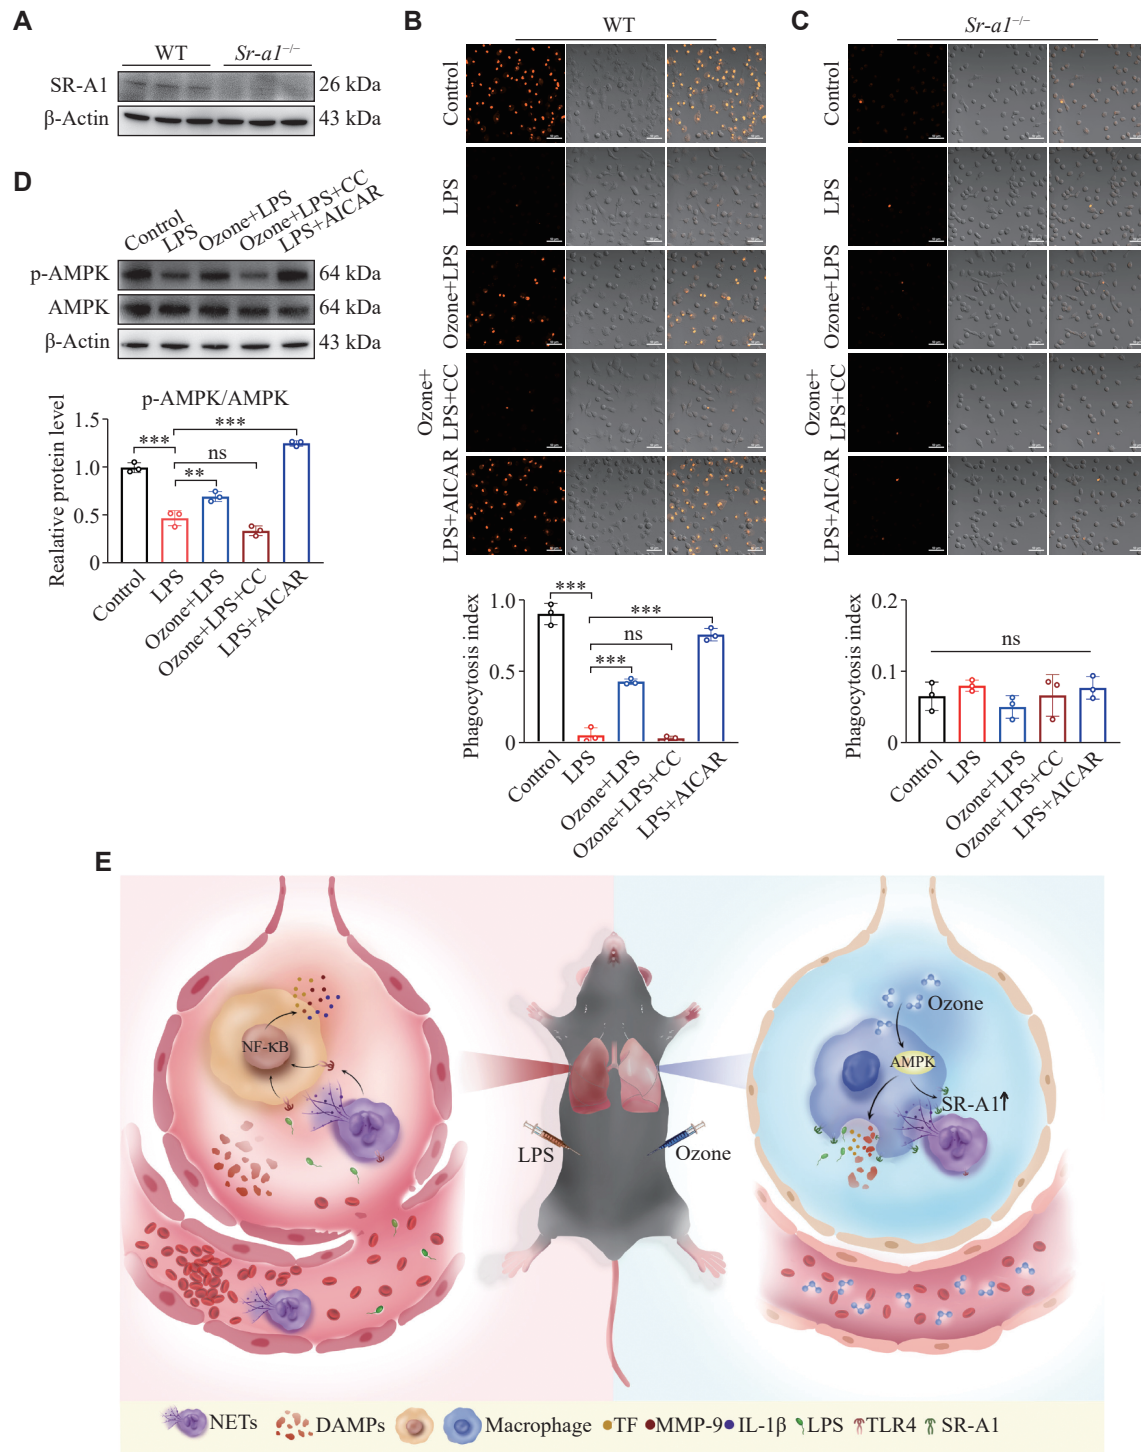 A
WT
Sr-a1⁻/⁻
SR-A1
26 kDa
β-Actin
43 kDa
B
WT
Control
LPS
Ozone+LPS
Ozone+
LPS+CC
LPS+AICAR
Phagocytosis index
1.0
0.5
0
***
***
ns
***
Control
LPS
Ozone+LPS
Ozone+LPS+CC
LPS+AICAR
C
Sr-a1⁻/⁻
Control
LPS
Ozone+LPS
Ozone+
LPS+CC
LPS+AICAR
Phagocytosis index
0.2
0.1
0
ns
Control
LPS
Ozone+LPS
Ozone+LPS+CC
LPS+AICAR
D
Control
LPS
Ozone+LPS
Ozone+LPS+CC
LPS+AICAR
p-AMPK
64 kDa
AMPK
64 kDa
β-Actin
43 kDa
p-AMPK/AMPK
Realative protein level
1.5
1.0
0.5
0
***
***
ns
**
Control
LPS
Ozone+LPS
Ozone+LPS+CC
LPS+AICAR
E
NF-κB
LPS
Ozone
Ozone
AMPK
SR-A1
NETs
DAMPs
Macrophage
TF
MMP-9
IL-1β
LPS
TLR4
SR-A1